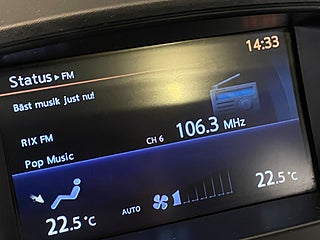 14:33
Status ▸ FM
Bäst musik just nu!
RIX FM
CH 6 106.3 MHz
Pop Music
22.5 °C AUTO 22.5 °C